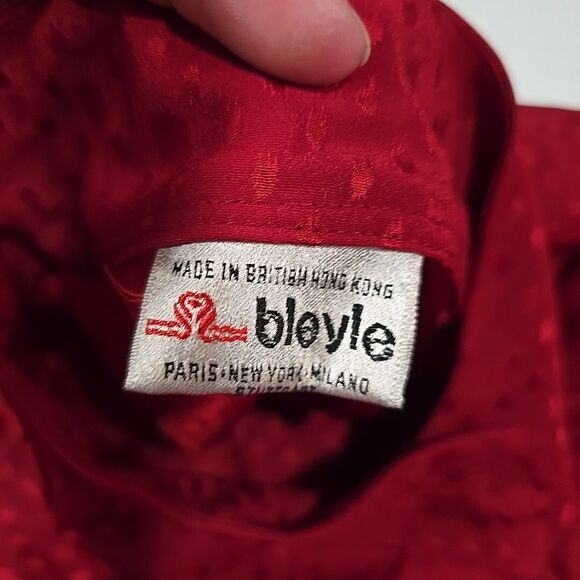 MADE IN BRITISH HONG KONG
bleyle
PARIS•NEW YORK•MILANO